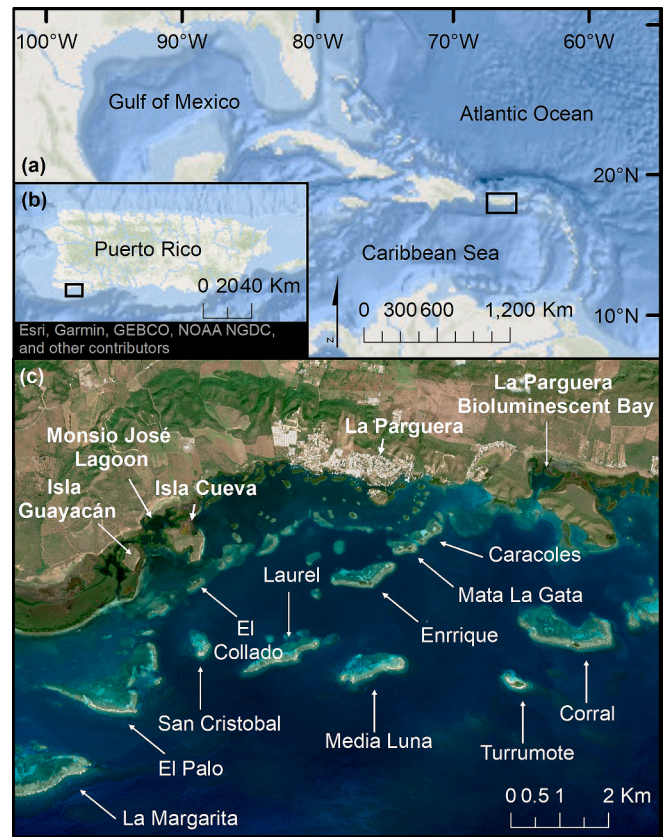 100°W 90°W 80°W 70°W 60°W
Gulf of Mexico
Atlantic Ocean
(a)
20°N
(b)
Puerto Rico
Caribbean Sea
0 2040 Km
0 300600 1,200 Km
N
10°N
Esri, Garmin, GEBCO, NOAA NGDC,
and other contributors
(c)
La Parguera
Bioluminescent Bay
Monsio José
Lagoon
La Parguera
Isla
Guayacán
Isla Cueva
Caracoles
Laurel
Mata La Gata
El
Collado
Enrrique
San Cristobal
Corral
Media Luna
Turrumote
El Palo
La Margarita
0 0.5 1 2 Km